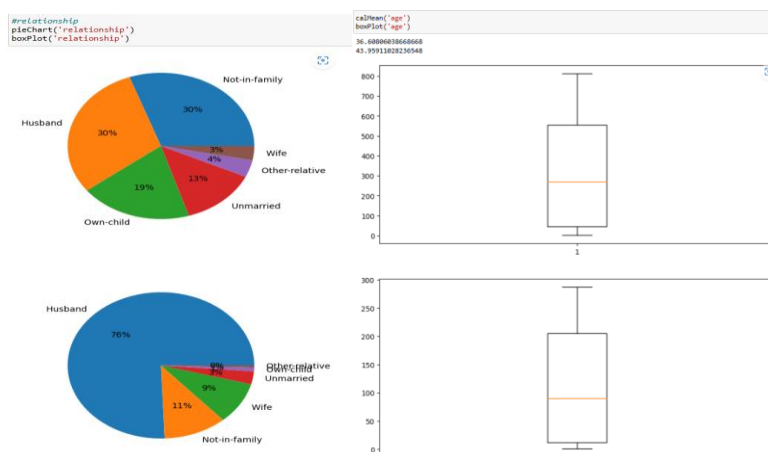 #relationship
pieChart('relationship')
boxPlot('relationship')
Not-in-family
30%
Husband
30%
3%
Wife
4%
Other-relative
19%
13%
Unmarried
Own-child
Husband
76%
Other-relative
Own-child
3%
Unmarried
9%
Wife
11%
Not-in-family
calMean('age')
boxPlot('age')
36.60806038668668
43.95911028236548
800
700
600
500
400
300
200
100
0
1
300
250
200
150
100
50
0